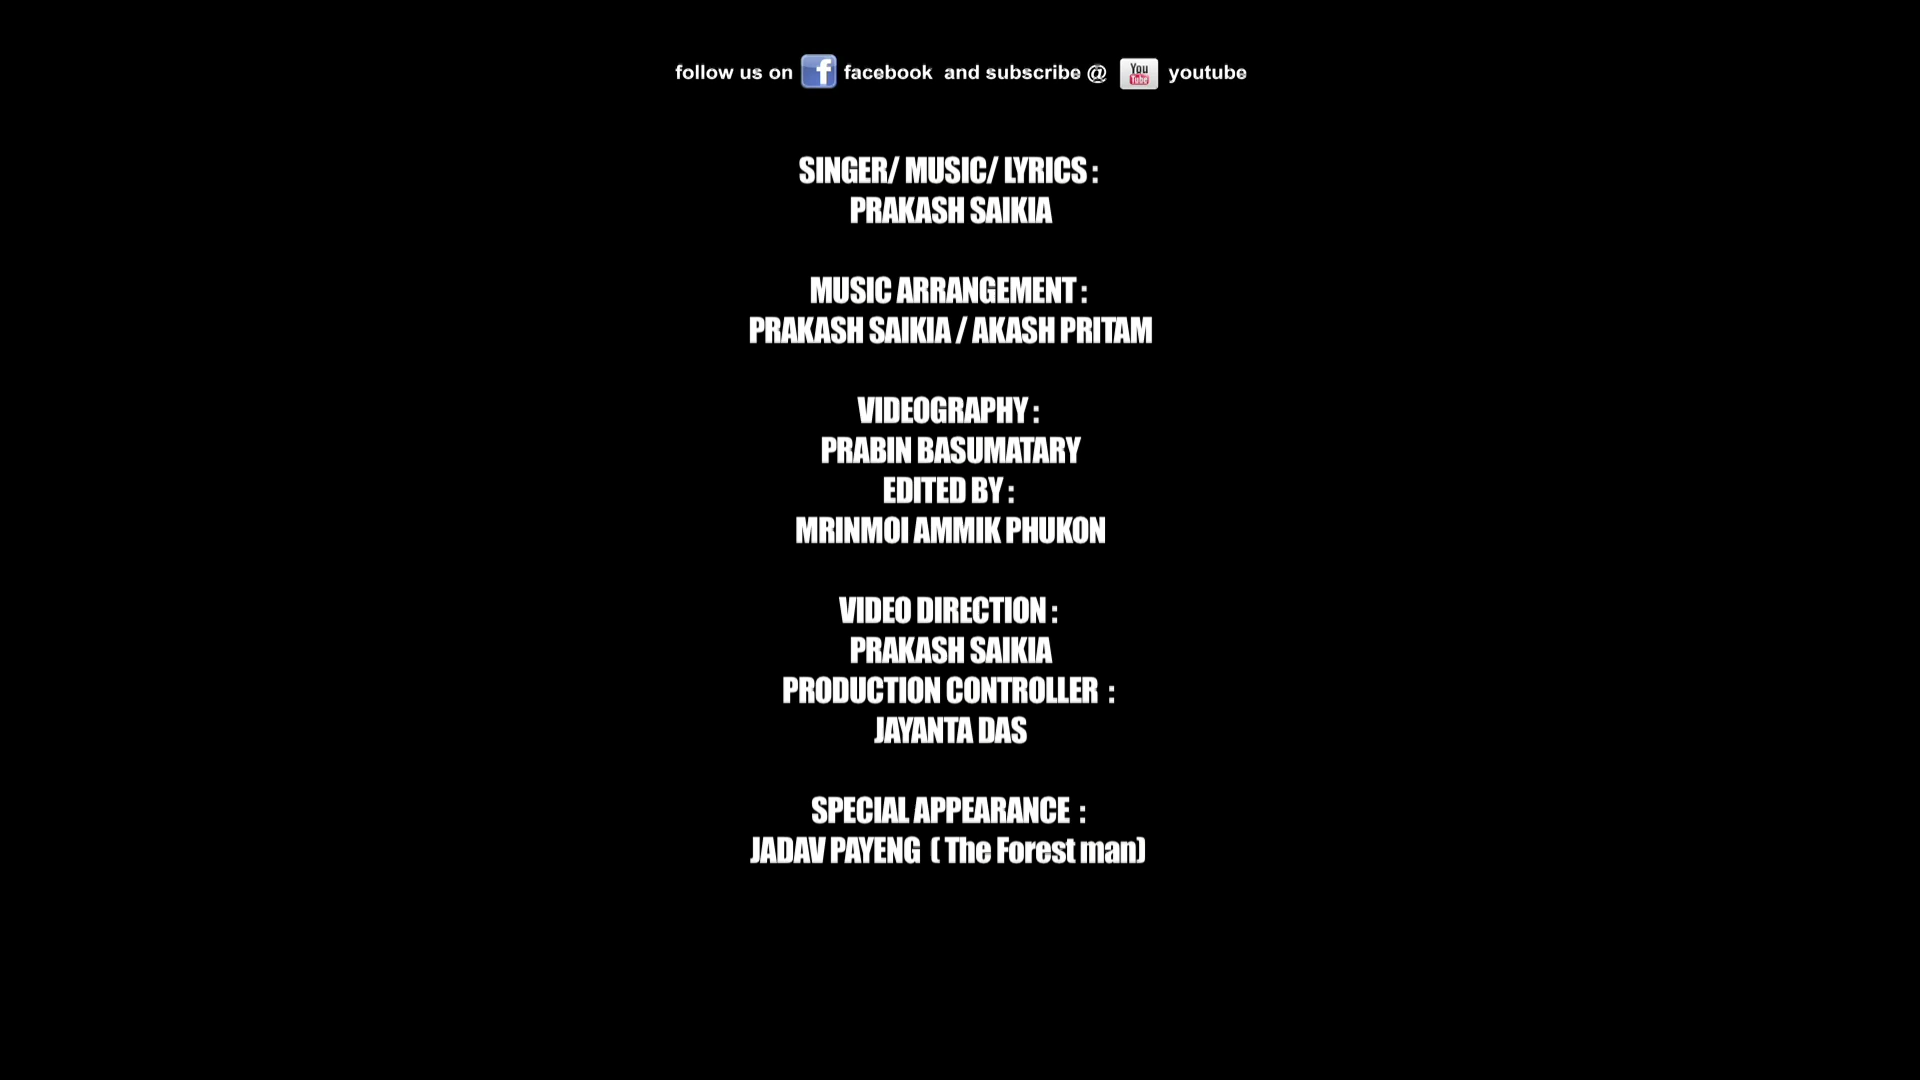 follow us on f facebook and subscribe @ You Tube youtube
SINGER/ MUSIC/ LYRICS :
PRAKASH SAIKIA
MUSIC ARRANGEMENT :
PRAKASH SAIKIA / AKASH PRITAM
VIDEOGRAPHY :
PRABIN BASUMATARY
EDITED BY :
MRINMOI AMMIK PHUKON
VIDEO DIRECTION :
PRAKASH SAIKIA
PRODUCTION CONTROLLER :
JAYANTA DAS
SPECIAL APPEARANCE :
JADAV PAYENG ( The Forest man)